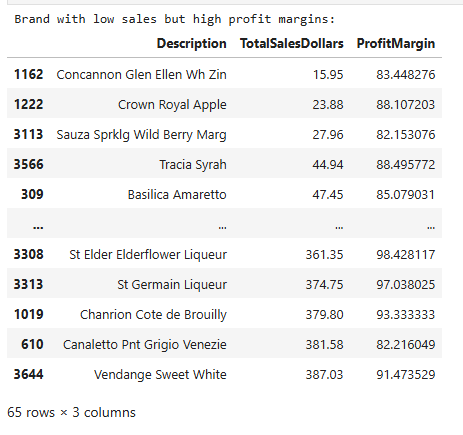 Brand with low sales but high profit margins:
Description TotalSalesDollars ProfitMargin
1162 Concannon Glen Ellen Wh Zin 15.95 83.448276
1222 Crown Royal Apple 23.88 88.107203
3113 Sauza Sprklg Wild Berry Marg 27.96 82.153076
3566 Tracia Syrah 44.94 88.495772
309 Basilica Amaretto 47.45 85.079031
... ... ... ...
3308 St Elder Elderflower Liqueur 361.35 98.428117
3313 St Germain Liqueur 374.75 97.038025
1019 Chanrion Cote de Brouilly 379.80 93.333333
610 Canaletto Pnt Grigio Venezie 381.58 82.216049
3644 Vendange Sweet White 387.03 91.473529
65 rows × 3 columns